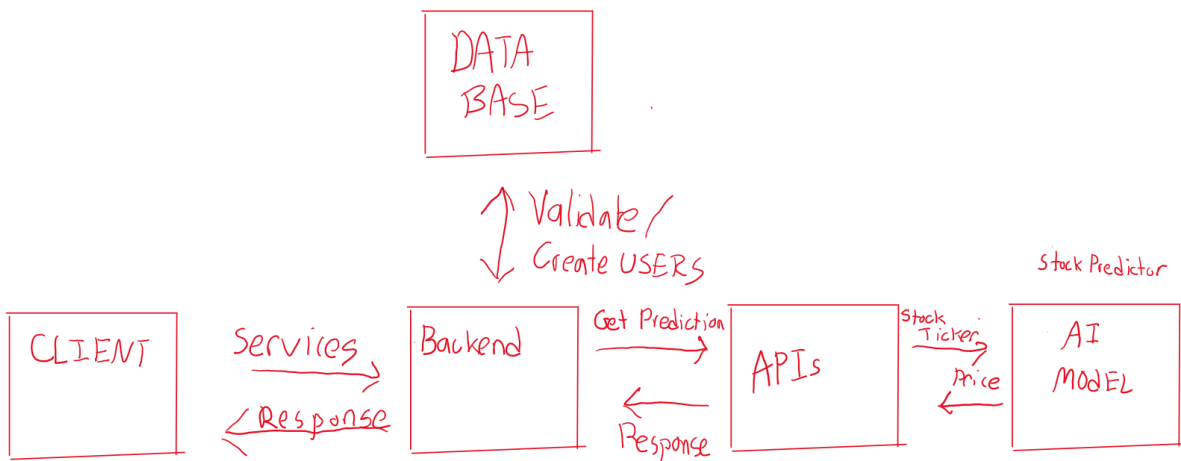 DATA
BASE
Validate/
Create USERS
Stock Predictor
CLIENT
Services
Response
Backend
Get Prediction
Response
APIs
Stock
Ticker
Price
AI
MODEL